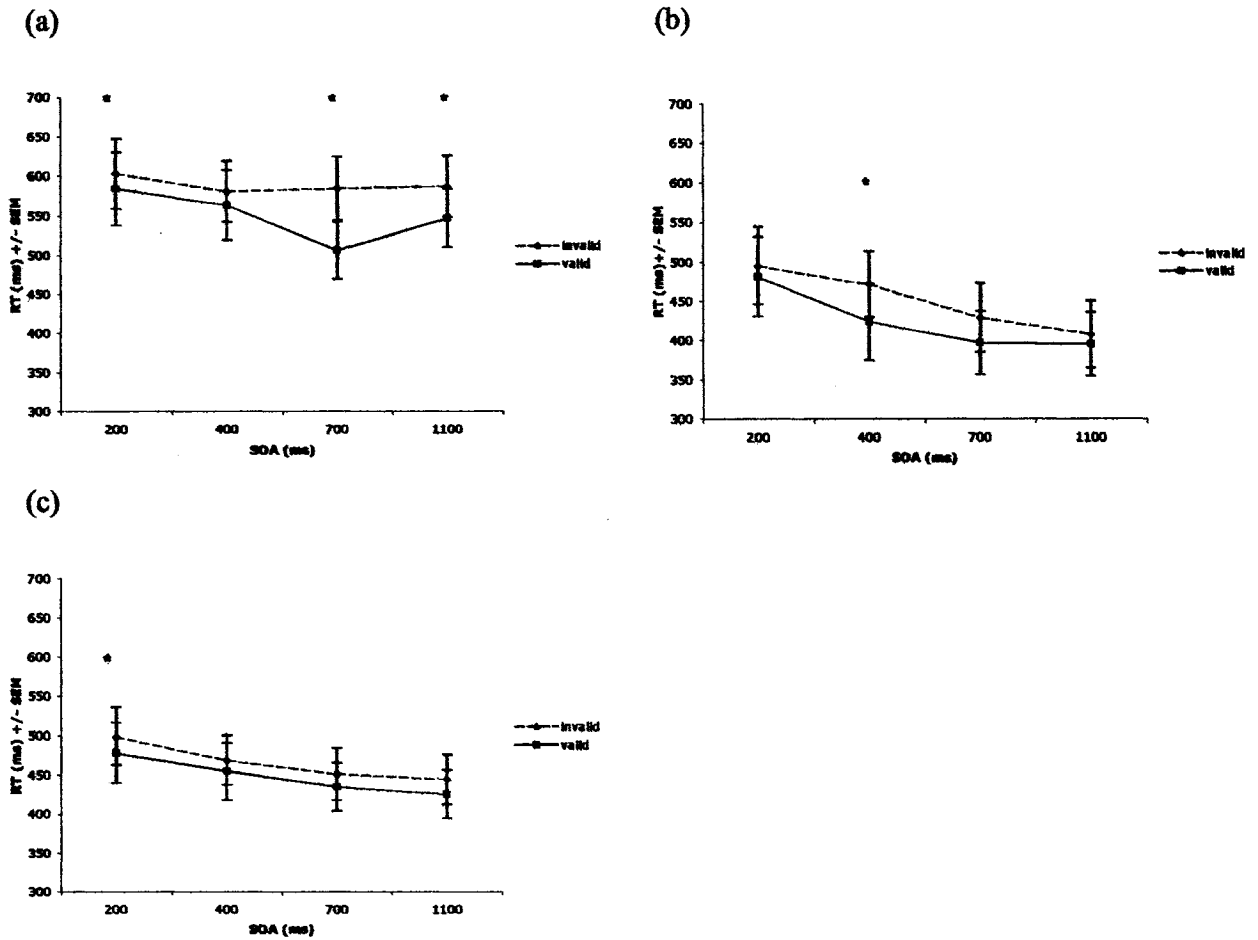 (a)
700
650
600
550
500
450
400
350
300
RT (ms) +/- SEM
* * *
200 400 700 1100
SOA (ms)
invalid
valid
(b)
700
650
600
550
500
450
400
350
300
RT (ms)+/- SEM
*
200 400 700 1100
SOA (ms)
invalid
valid
(c)
700
650
600
550
500
450
400
350
300
RT (ms) +/- SEM
*
200 400 700 1100
SOA (ms)
invalid
valid